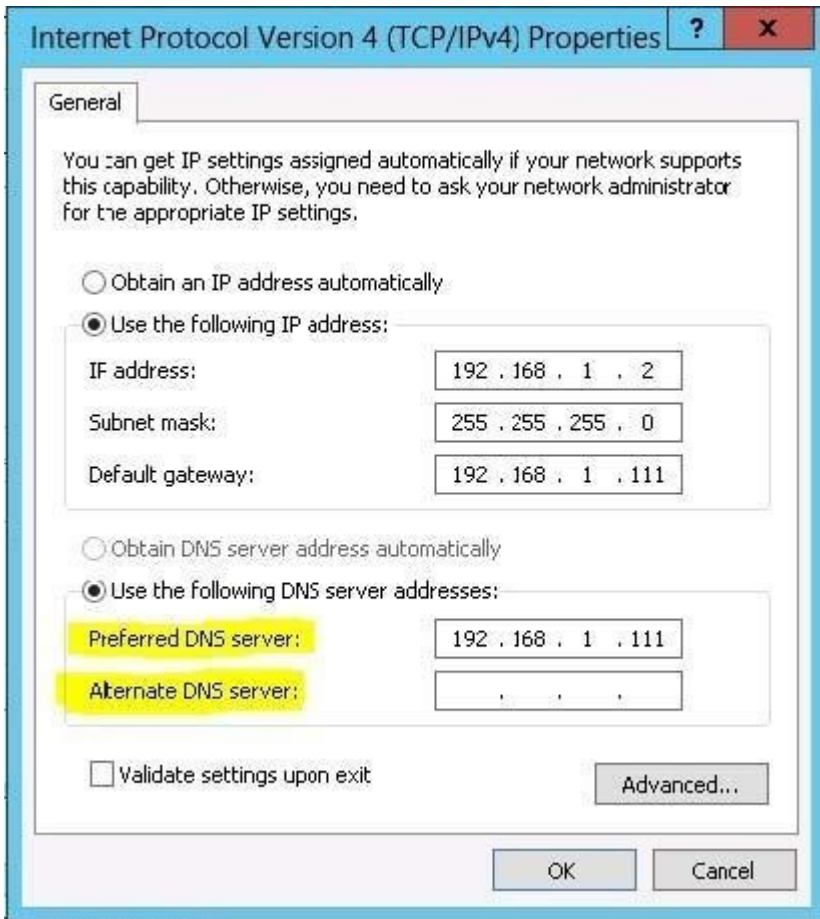 Internet Protocol Version 4 (TCP/IPv4) Properties ? x
General
You can get IP settings assigned automatically if your network supports
this capability. Otherwise, you need to ask your network administrator
for the appropriate IP settings.
Obtain an IP address automatically
Use the following IP address:
IP address: 192 . 168 . 1 . 2
Subnet mask: 255 . 255 . 255 . 0
Default gateway: 192 . 168 . 1 . 111
Obtain DNS server address automatically
Use the following DNS server addresses:
Preferred DNS server: 192 . 168 . 1 . 111
Alternate DNS server: . . .
Validate settings upon exit
Advanced...
OK Cancel